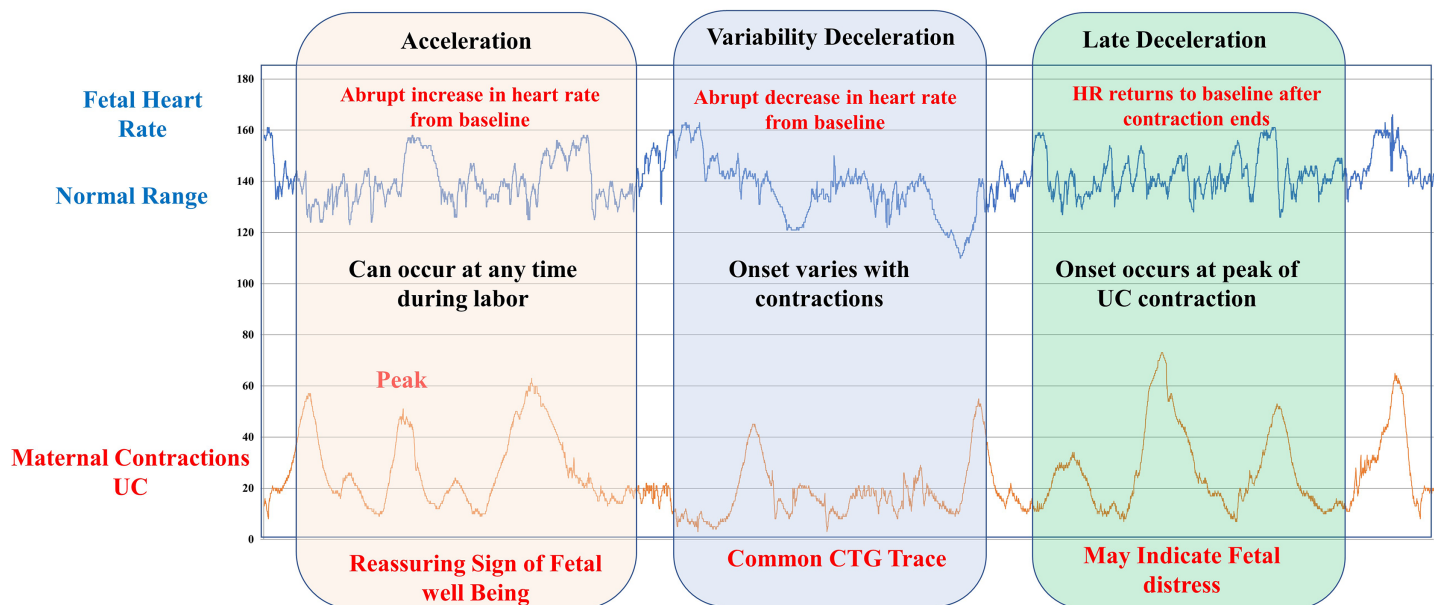 Acceleration
Variability Deceleration
Late Deceleration
Fetal Heart
Rate
Normal Range
Maternal Contractions
UC
180
160
140
120
100
80
60
40
20
0
Abrupt increase in heart rate
from baseline
Can occur at any time
during labor
Peak
Reassuring Sign of Fetal
well Being
Abrupt decrease in heart rate
from baseline
Onset varies with
contractions
Common CTG Trace
HR returns to baseline after
contraction ends
Onset occurs at peak of
UC contraction
May Indicate Fetal
distress